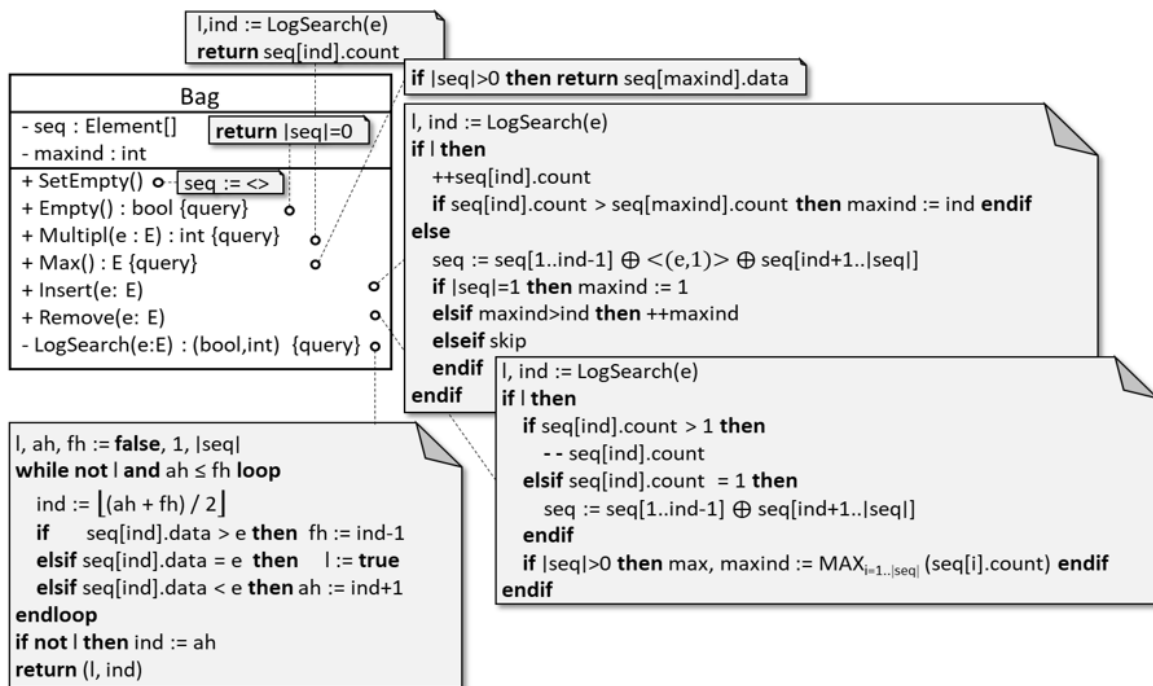 l,ind := LogSearch(e)
return seq[ind].count
if |seq|>0 then return seq[maxind].data
Bag
- seq : Element[]
- maxind : int
return |seq|=0
+ SetEmpty()
seq := <>
+ Empty() : bool {query}
+ Multipl(e : E) : int {query}
+ Max() : E {query}
+ Insert(e: E)
+ Remove(e: E)
- LogSearch(e:E) : (bool,int) {query}
l, ind := LogSearch(e)
if l then
++seq[ind].count
if seq[ind].count > seq[maxind].count then maxind := ind endif
else
seq := seq[1..ind-1] ⊕ <(e,1)> ⊕ seq[ind+1..|seq|]
if |seq|=1 then maxind := 1
elsif maxind>ind then ++maxind
elseif skip
endif
endif
l, ind := LogSearch(e)
if l then
if seq[ind].count > 1 then
- - seq[ind].count
elsif seq[ind].count = 1 then
seq := seq[1..ind-1] ⊕ seq[ind+1..|seq|]
endif
if |seq|>0 then max, maxind := MAX i=1..|seq| (seq[i].count) endif
endif
l, ah, fh := false, 1, |seq|
while not l and ah ≤ fh loop
ind := ⌊(ah + fh) / 2⌋
if seq[ind].data > e then fh := ind-1
elsif seq[ind].data = e then l := true
elsif seq[ind].data < e then ah := ind+1
endloop
if not l then ind := ah
return (l, ind)